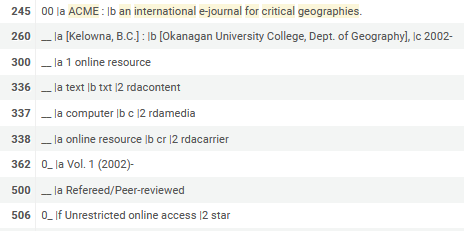 245 00 |a ACME : |b an international e-journal for critical geographies.
260 __ |a [Kelowna, B.C.] : |b [Okanagan University College, Dept. of Geography], |c 2002-
300 __ |a 1 online resource
336 __ |a text |b txt |2 rdacontent
337 __ |a computer |b c |2 rdamedia
338 __ |a online resource |b cr |2 rdacarrier
362 0_ |a Vol. 1 (2002)-
500 __ |a Refereed/Peer-reviewed
506 0_ |f Unrestricted online access |2 star